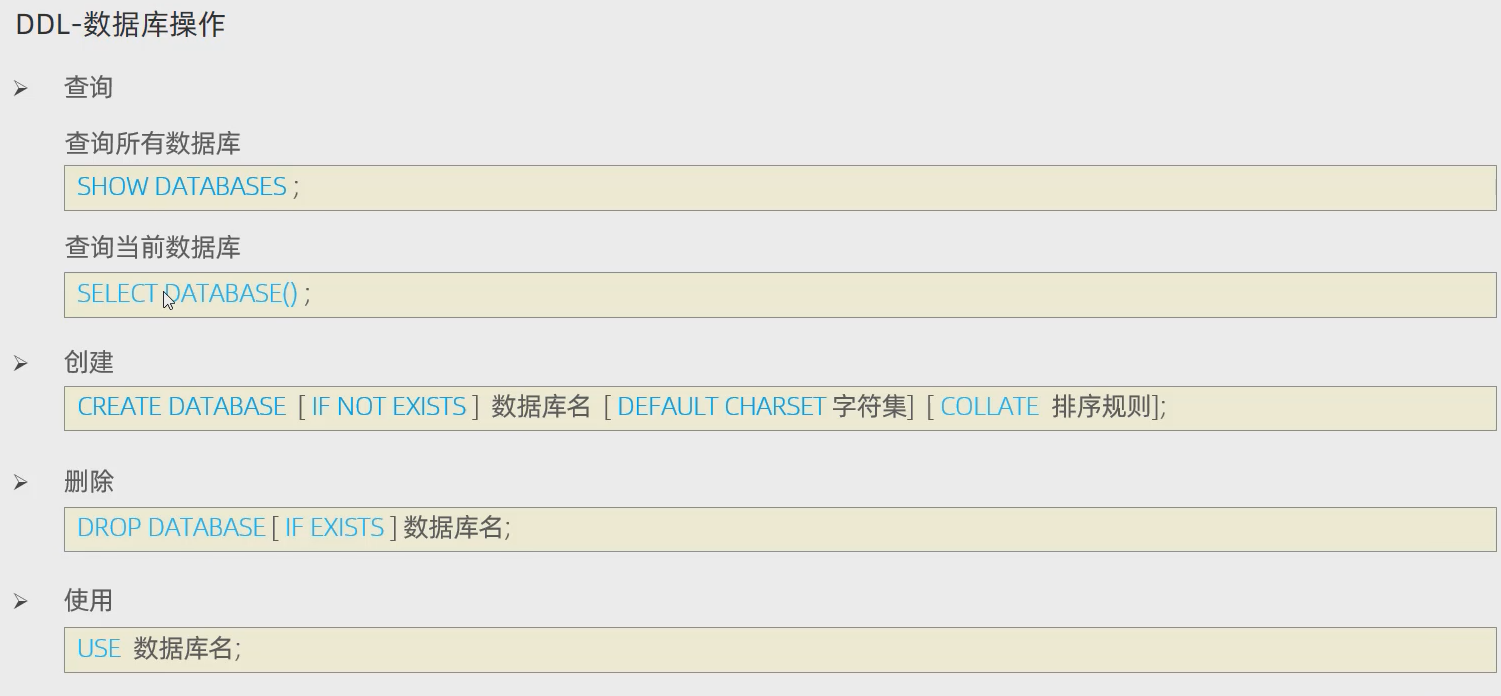 DDL-数据库操作
查询
查询所有数据库
SHOW DATABASES ;
查询当前数据库
SELECT DATABASE() ;
创建
CREATE DATABASE [ IF NOT EXISTS ] 数据库名 [ DEFAULT CHARSET 字符集] [ COLLATE 排序规则];
删除
DROP DATABASE [ IF EXISTS ] 数据库名;
使用
USE 数据库名;